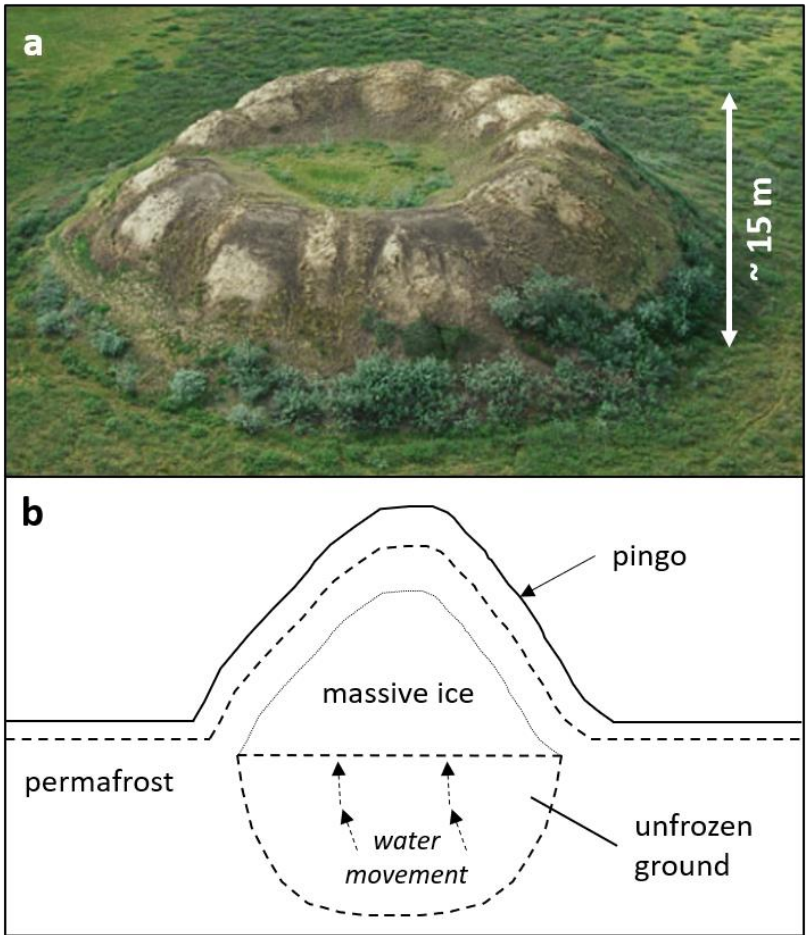 a
~ 15 m
b
pingo
massive ice
permafrost
water
movement
unfrozen
ground